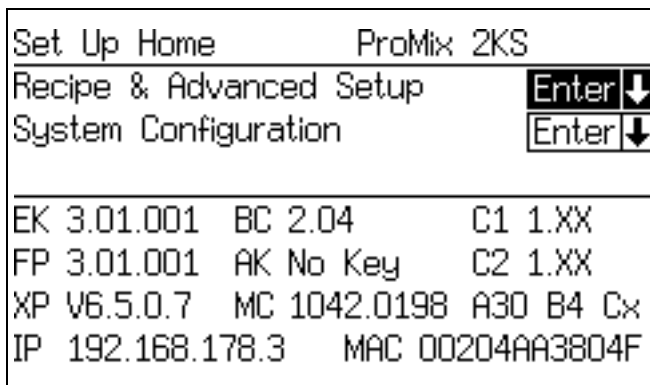 Set Up Home ProMix 2KS
Recipe & Advanced Setup Enter
System Configuration Enter
EK 3.01.001 BC 2.04 C1 1.XX
FP 3.01.001 AK No Key C2 1.XX
XP V6.5.0.7 MC 1042.0198 A30 B4 Cx
IP 192.168.178.3 MAC 00204AA3804F